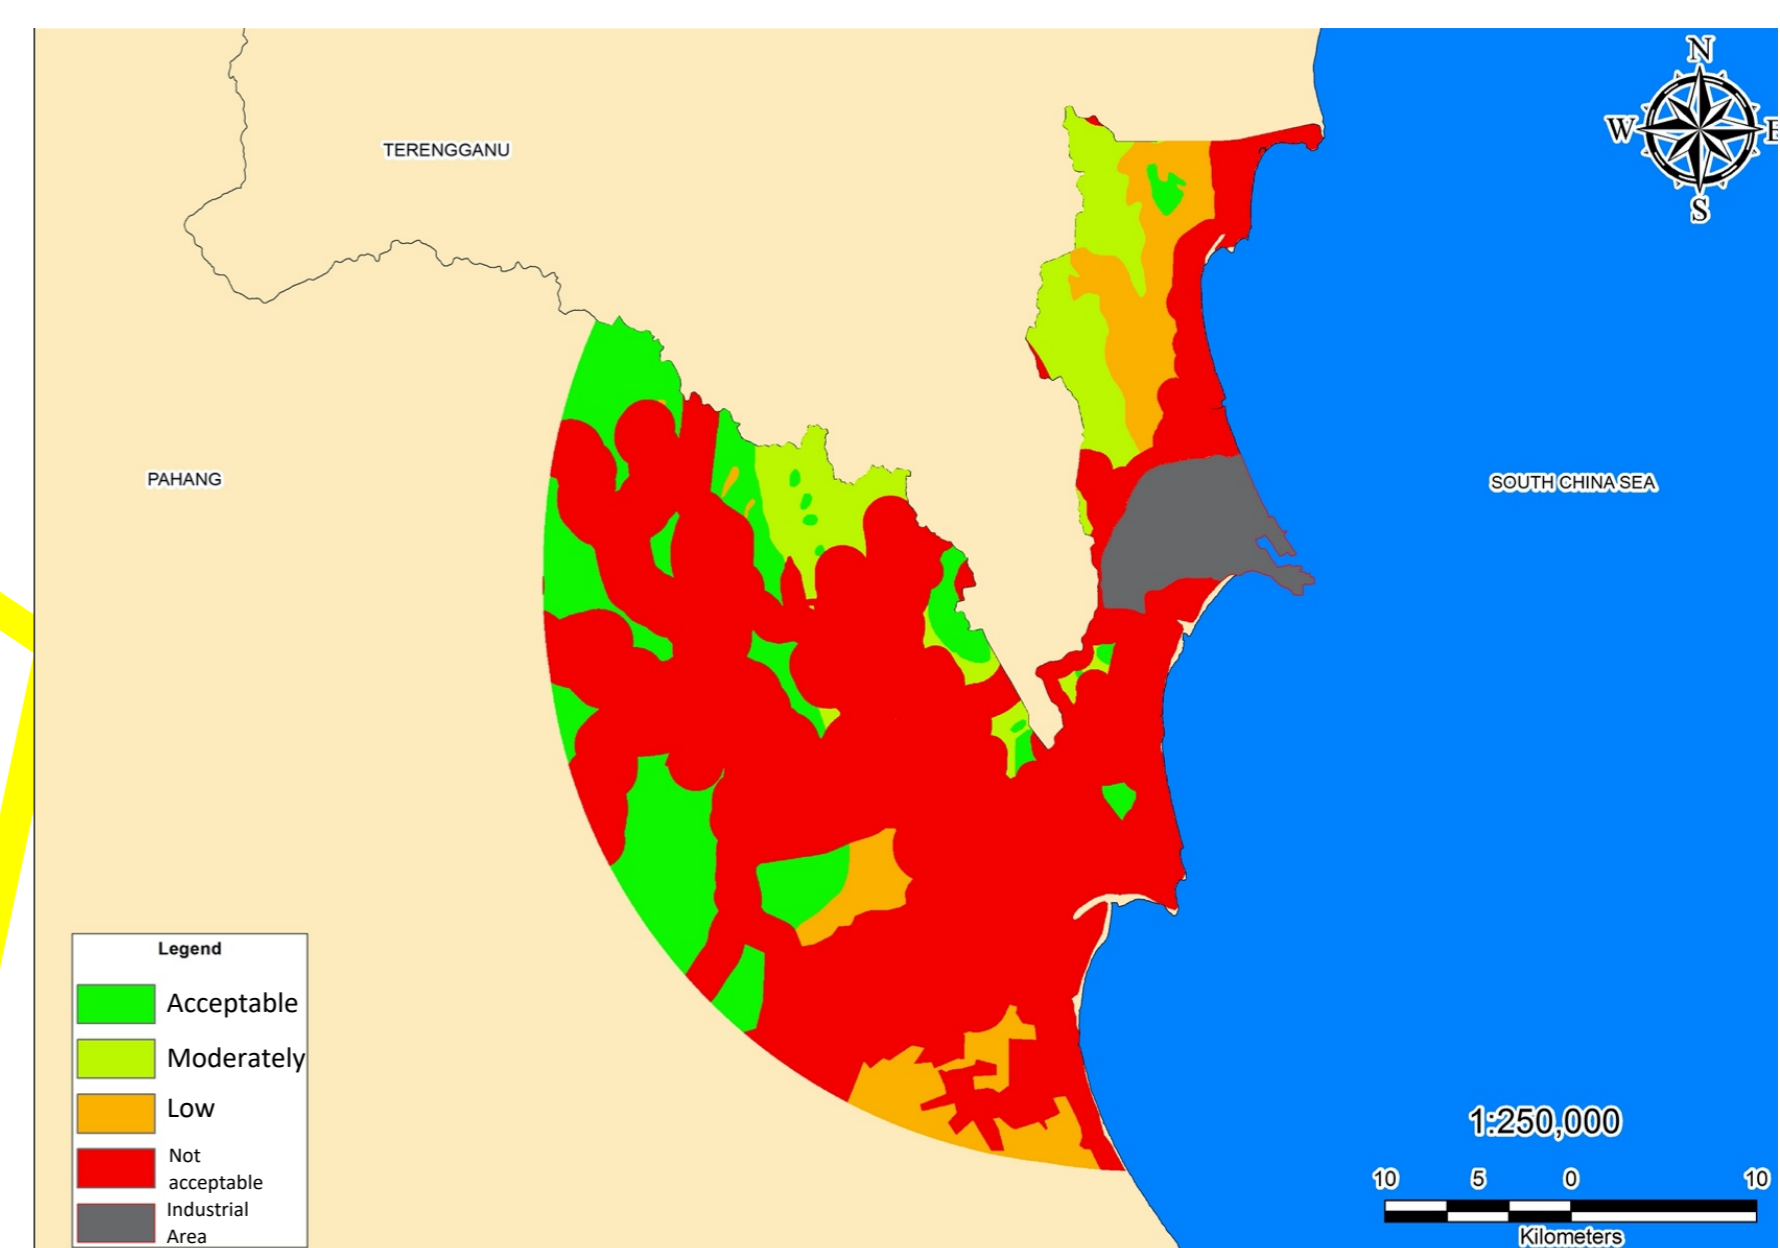 N
W
E
S
TERENGGANU
PAHANG
SOUTH CHINA SEA
Legend
Acceptable
Moderately
Low
Not
acceptable
Industrial
Area
1:250,000
10 5 0 10
Kilometers